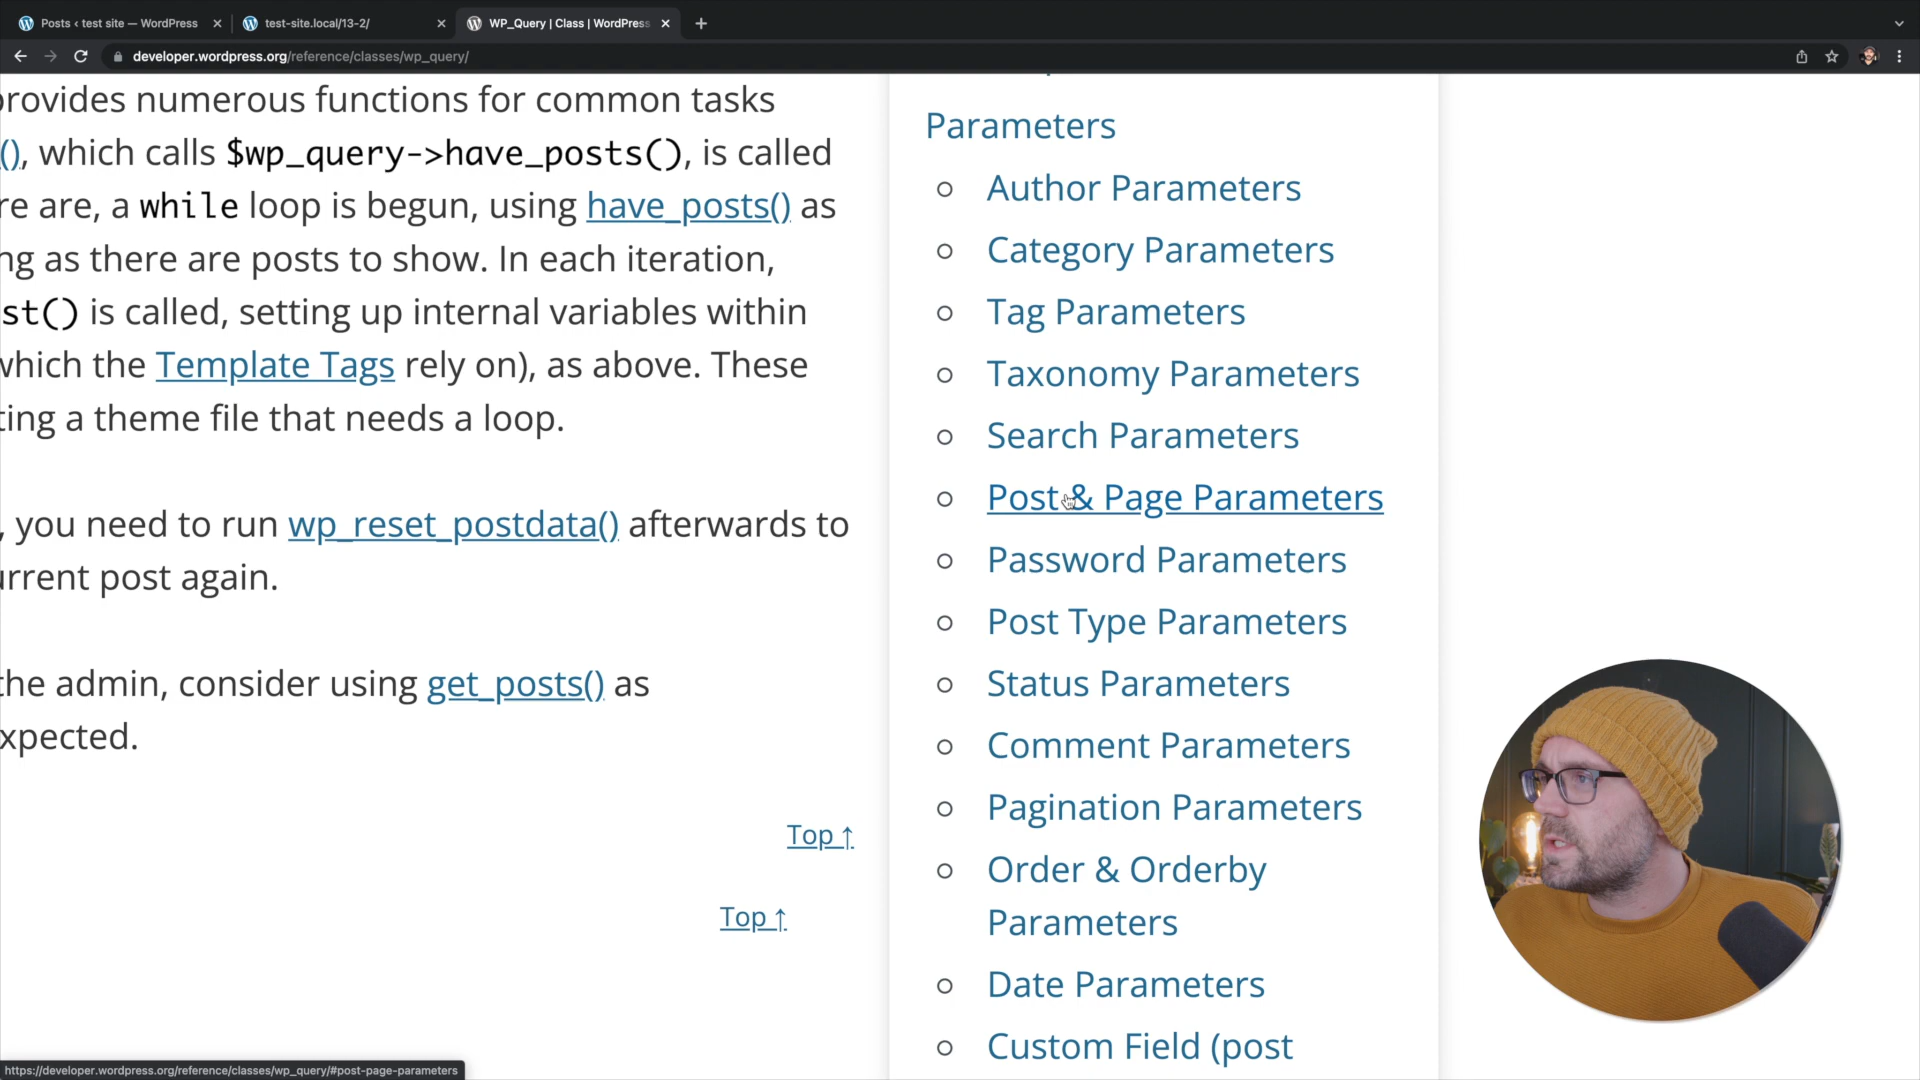 Posts ‹ test site — WordPress
test-site.local/13-2/
WP_Query | Class | WordPress
developer.wordpress.org/reference/classes/wp_query/
rovides numerous functions for common tasks
(), which calls $wp_query->have_posts(), is called
re are, a while loop is begun, using have_posts() as
ng as there are posts to show. In each iteration,
st() is called, setting up internal variables within
which the Template Tags rely on), as above. These
ting a theme file that needs a loop.
, you need to run wp_reset_postdata() afterwards to
urrent post again.
the admin, consider using get_posts() as
xpected.
Top ↑
Top ↑
Parameters
Author Parameters
Category Parameters
Tag Parameters
Taxonomy Parameters
Search Parameters
Post & Page Parameters
Password Parameters
Post Type Parameters
Status Parameters
Comment Parameters
Pagination Parameters
Order & Orderby
Parameters
Date Parameters
Custom Field (post
https://developer.wordpress.org/reference/classes/wp_query/#post-page-parameters